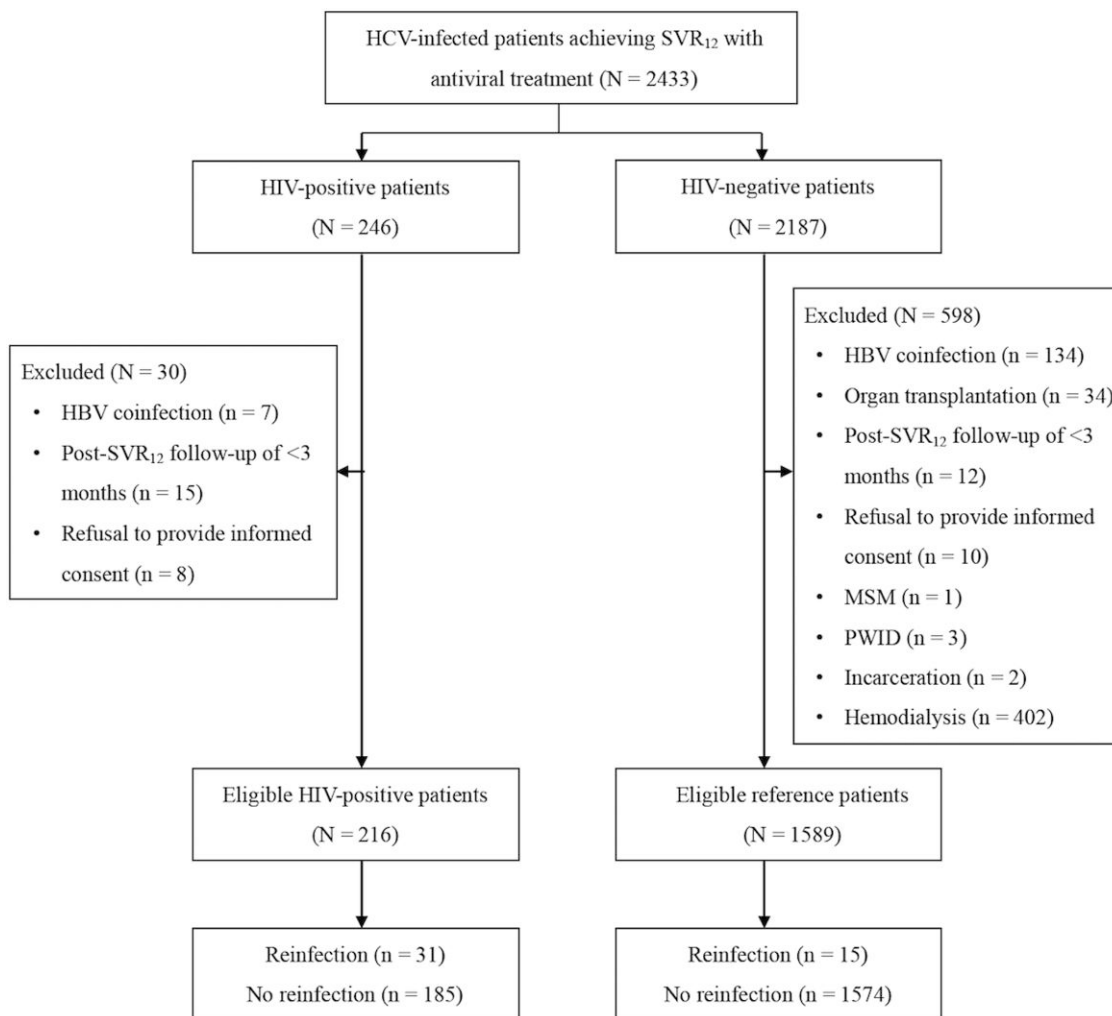 HCV-infected patients achieving SVR₁₂ with
antiviral treatment (N = 2433)
HIV-positive patients
(N = 246)
HIV-negative patients
(N = 2187)
Excluded (N = 30)
• HBV coinfection (n = 7)
• Post-SVR₁₂ follow-up of <3
months (n = 15)
• Refusal to provide informed
consent (n = 8)
Excluded (N = 598)
• HBV coinfection (n = 134)
• Organ transplantation (n = 34)
• Post-SVR₁₂ follow-up of <3
months (n = 12)
• Refusal to provide informed
consent (n = 10)
• MSM (n = 1)
• PWID (n = 3)
• Incarceration (n = 2)
• Hemodialysis (n = 402)
Eligible HIV-positive patients
(N = 216)
Eligible reference patients
(N = 1589)
Reinfection (n = 31)
No reinfection (n = 185)
Reinfection (n = 15)
No reinfection (n = 1574)